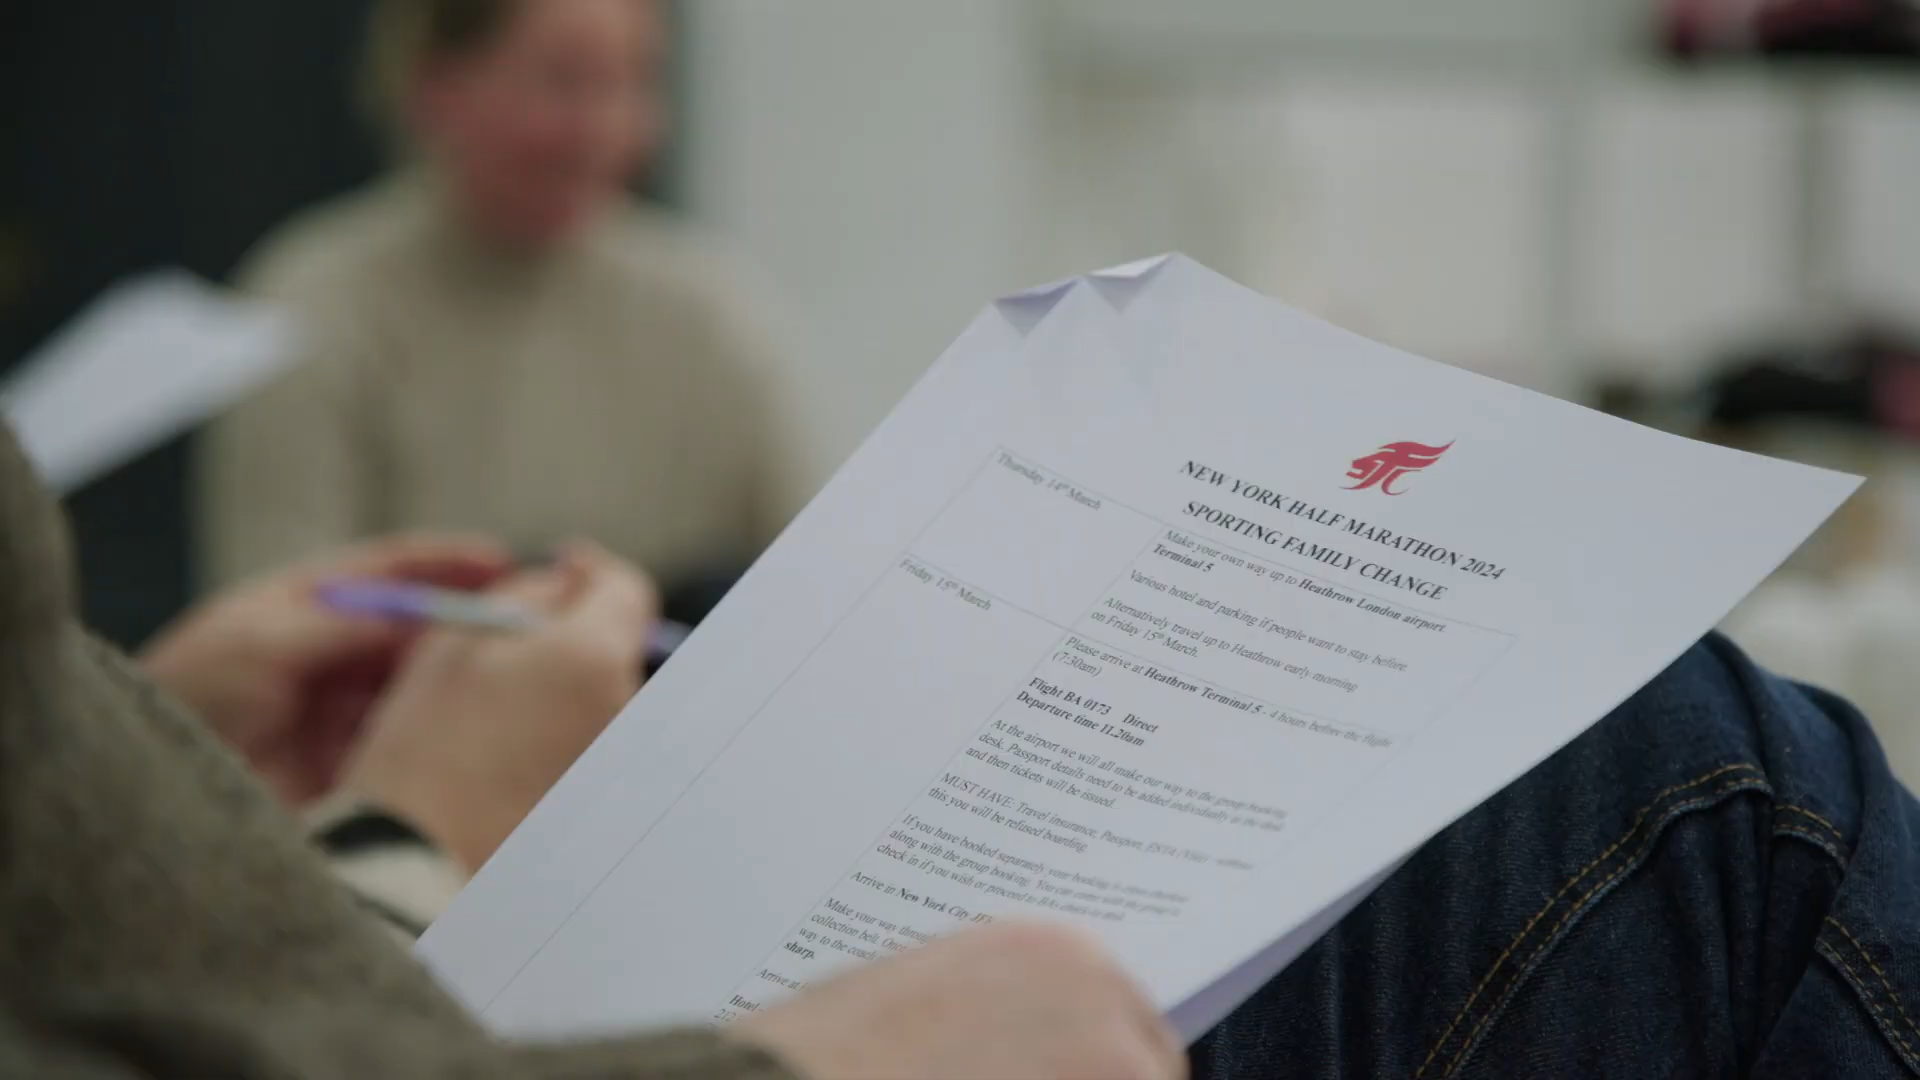 NEW YORK HALF MARATHON 2024
SPORTING FAMILY CHANGE
Thursday 14th March
Make your own way up to Heathrow London airport
Terminal 5
Various hotel and parking if people want to stay before
Alternatively travel up to Heathrow early morning
on Friday 15th March.
Friday 15th March
Please arrive at Heathrow Terminal 5 - 4 hours before the flight
(7:30am)
Flight BA 0173 Direct
Departure time 11.20am
At the airport we will all make our way to the group booking
desk. Passport details need to be added individually at the desk
and then tickets will be issued.
MUST HAVE: Travel insurance, Passport, ESTA (Visa) - without
this you will be refused boarding.
If you have booked separately your booking is
along with the group booking. You can come with the group to
check in if you wish or proceed to BA's check in desk.
Arrive in New York City JFK
Make your way through
collection belt. Once
way to the coach
sharp.
Arrive at
Hotel
212